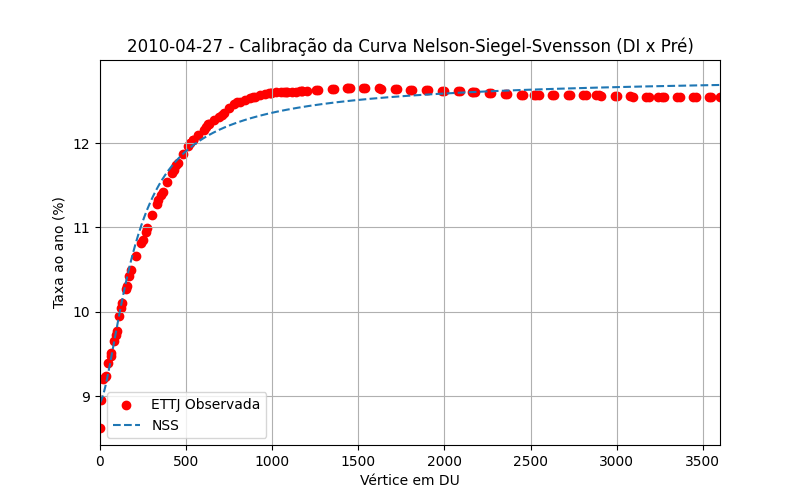 2010-04-27 - Calibração da Curva Nelson-Siegel-Svensson (DI x Pré)
Taxa ao ano (%)
12
11
10
9
ETTJ Observada
NSS
0 500 1000 1500 2000 2500 3000 3500
Vértice em DU